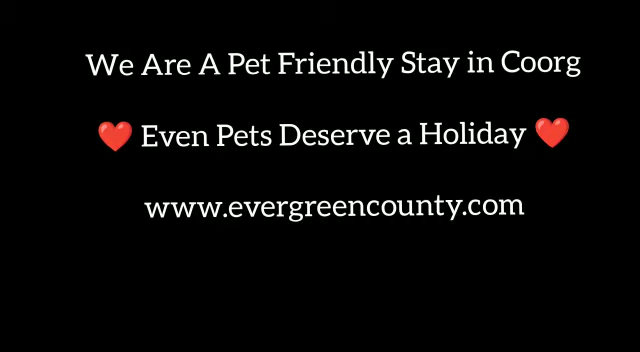 We Are A Pet Friendly Stay in Coorg
❤️ Even Pets Deserve a Holiday ❤️
www.evergreencounty.com